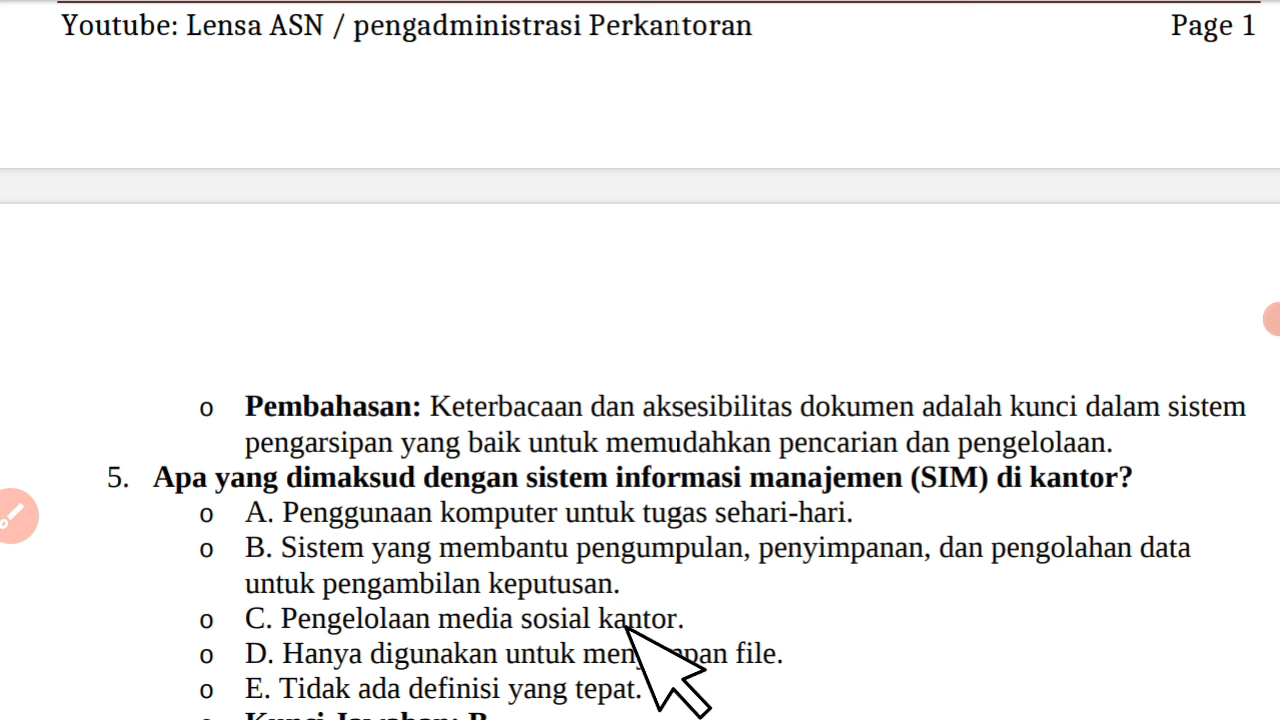 Youtube: Lensa ASN / pengadministrasi Perkantoran Page 1
o Pembahasan: Keterbacaan dan aksesibilitas dokumen adalah kunci dalam sistem
pengarsipan yang baik untuk memudahkan pencarian dan pengelolaan.
5. Apa yang dimaksud dengan sistem informasi manajemen (SIM) di kantor?
o A. Penggunaan komputer untuk tugas sehari-hari.
o B. Sistem yang membantu pengumpulan, penyimpanan, dan pengolahan data
untuk pengambilan keputusan.
o C. Pengelolaan media sosial kantor.
o D. Hanya digunakan untuk file.
o E. Tidak ada definisi yang tepat.
Kunci Jawaban: B